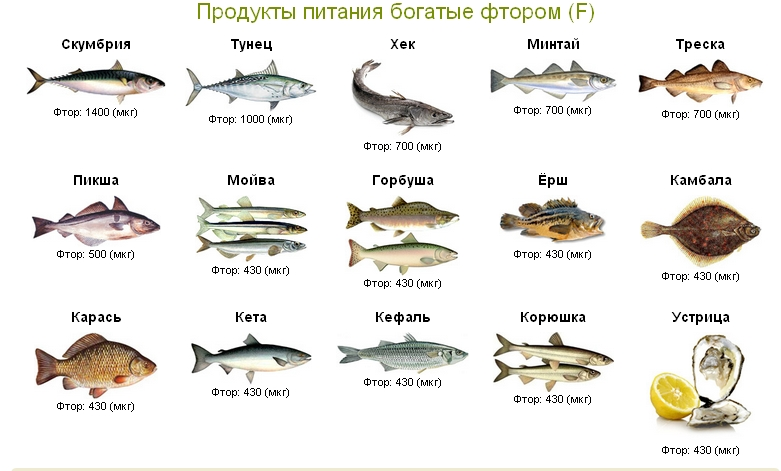 Продукты питания богатые фтором (F)
Скумбрия
Тунец
Хек
Минтай
Треска
Фтор: 1400 (мкг)
Фтор: 1000 (мкг)
Фтор: 700 (мкг)
Фтор: 700 (мкг)
Фтор: 700 (мкг)
Пикша
Мойва
Горбуша
Ёрш
Камбала
Фтор: 500 (мкг)
Фтор: 430 (мкг)
Фтор: 430 (мкг)
Фтор: 430 (мкг)
Фтор: 430 (мкг)
Карась
Кета
Кефаль
Корюшка
Устрица
Фтор: 430 (мкг)
Фтор: 430 (мкг)
Фтор: 430 (мкг)
Фтор: 430 (мкг)
Фтор: 430 (мкг)